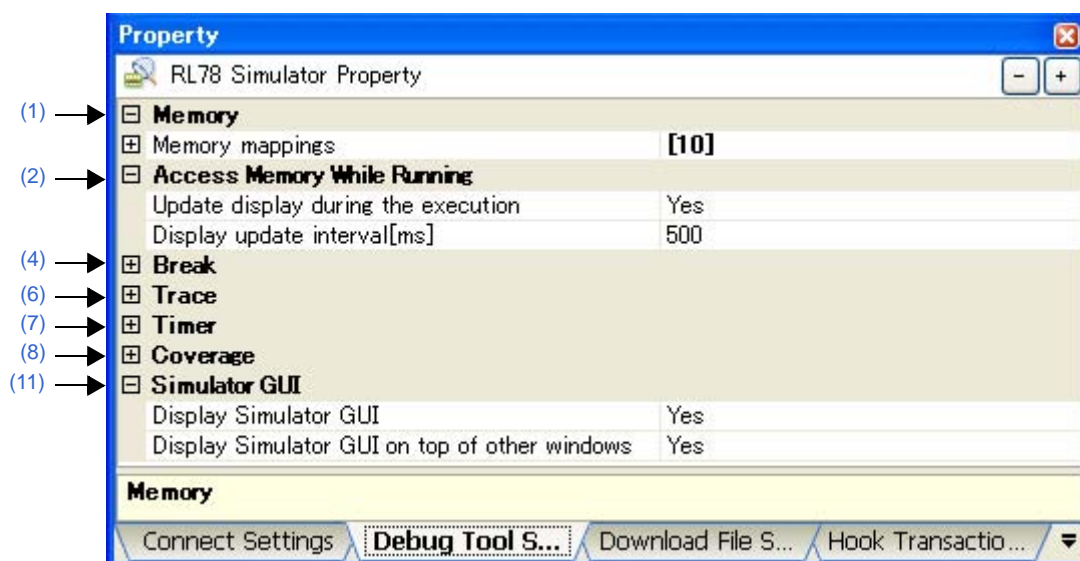 Property
RL78 Simulator Property
(1) Memory
Memory mappings [10]
(2) Access Memory While Running
Update display during the execution Yes
Display update interval[ms] 500
(4) Break
(6) Trace
(7) Timer
(8) Coverage
(11) Simulator GUI
Display Simulator GUI Yes
Display Simulator GUI on top of other windows Yes
Memory
Connect Settings Debug Tool S... Download File S... Hook Transactio...